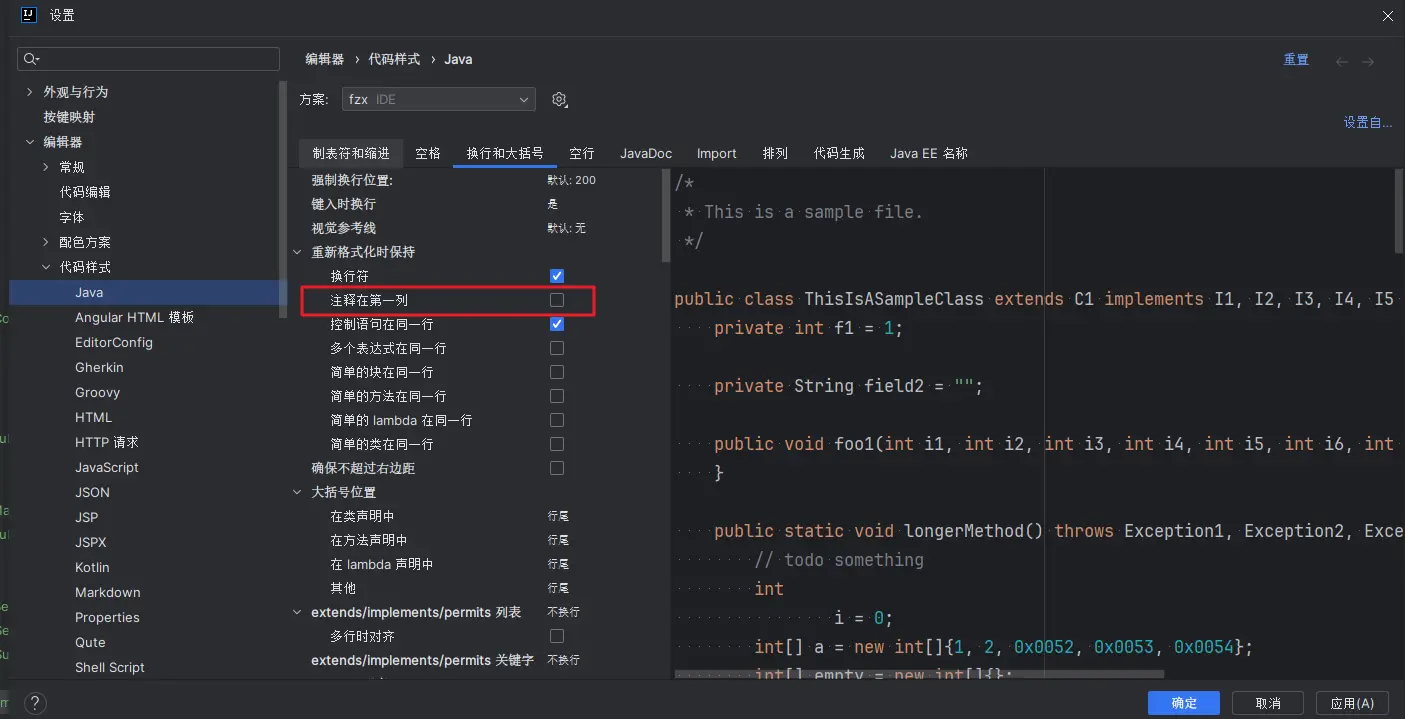 设置
编辑器 › 代码样式 › Java
重置
方案: fzx IDE
设置自...
外观与行为
按键映射
编辑器
常规
代码编辑
字体
配色方案
代码样式
Java
Angular HTML 模板
EditorConfig
Gherkin
Groovy
HTML
HTTP 请求
JavaScript
JSON
JSP
JSPX
Kotlin
Markdown
Properties
Qute
Shell Script
制表符和缩进 空格 换行和大括号 空行 JavaDoc Import 排列 代码生成 Java EE 名称
强制换行位置: 默认: 200
键入时换行 是
视觉参考线 默认: 无
重新格式化时保持
换行符
注释在第一列
控制语句在同一行
多个表达式在同一行
简单的块在同一行
简单的方法在同一行
简单的 lambda 在同一行
简单的类在同一行
确保不超过右边距
大括号位置
在类声明中 行尾
在方法声明中 行尾
在 lambda 声明中 行尾
其他 行尾
extends/implements/permits 列表 不换行
多行时对齐
extends/implements/permits 关键字 不换行
/*
 * This is a sample file.
 */
public class ThisIsASampleClass extends C1 implements I1, I2, I3, I4, I5
private int f1 = 1;
private String field2 = "";
public void foo1(int i1, int i2, int i3, int i4, int i5, int i6, int
}
public static void longerMethod() throws Exception1, Exception2, Exce
// todo something
int
i = 0;
int[] a = new int[]{1, 2, 0x0052, 0x0053, 0x0054};
int[] empty = new int[]{};
?
确定 取消 应用(A)